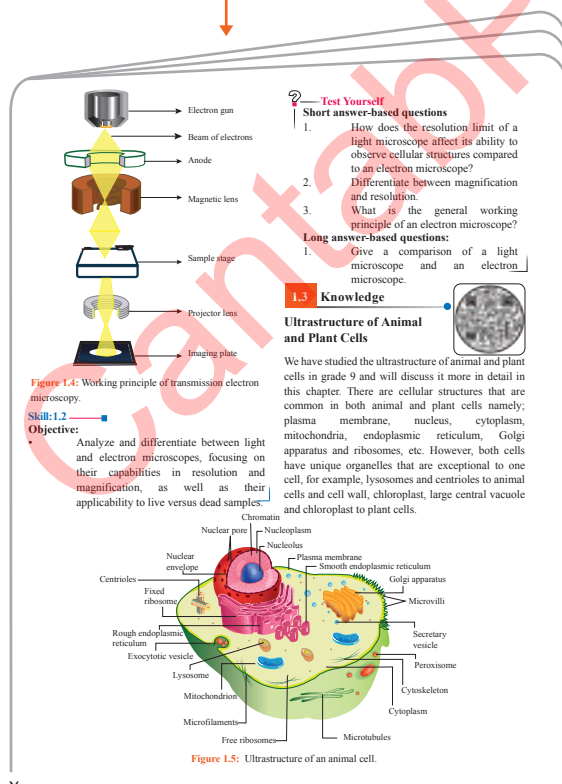 Electron gun
Beam of electrons
Anode
Magnetic lens
Sample stage
Projector lens
Imaging plate
Figure 1.4: Working principle of transmission electron
microscopy.
Skill:1.2
Objective:
• Analyze and differentiate between light
and electron microscopes, focusing on
their capabilities in resolution and
magnification, as well as their
applicability to live versus dead samples.
Test Yourself
Short answer-based questions
1. How does the resolution limit of a
light microscope affect its ability to
observe cellular structures compared
to an electron microscope?
2. Differentiate between magnification
and resolution.
3. What is the general working
principle of an electron microscope?
Long answer-based questions:
1. Give a comparison of a light
microscope and an electron
microscope.
1.3 Knowledge
Ultrastructure of Animal
and Plant Cells
We have studied the ultrastructure of animal and plant
cells in grade 9 and will discuss it more in detail in
this chapter. There are cellular structures that are
common in both animal and plant cells namely;
plasma membrane, nucleus, cytoplasm,
mitochondria, endoplasmic reticulum, Golgi
apparatus and ribosomes, etc. However, both cells
have unique organelles that are exceptional to one
cell, for example, lysosomes and centrioles to animal
cells and cell wall, chloroplast, large central vacuole
and chloroplast to plant cells.
Chromatin
Nuclear pore
Nucleoplasm
Nucleolus
Nuclear
envelope
Plasma membrane
Smooth endoplasmic reticulum
Golgi apparatus
Centrioles
Fixed
ribosome
Microvilli
Rough endoplasmic
reticulum
Secretary
vesicle
Exocytotic vesicle
Peroxisome
Lysosome
Cytoskeleton
Mitochondrion
Cytoplasm
Microfilaments
Free ribosomes
Microtubules
Figure 1.5: Ultrastructure of an animal cell.
Cantab